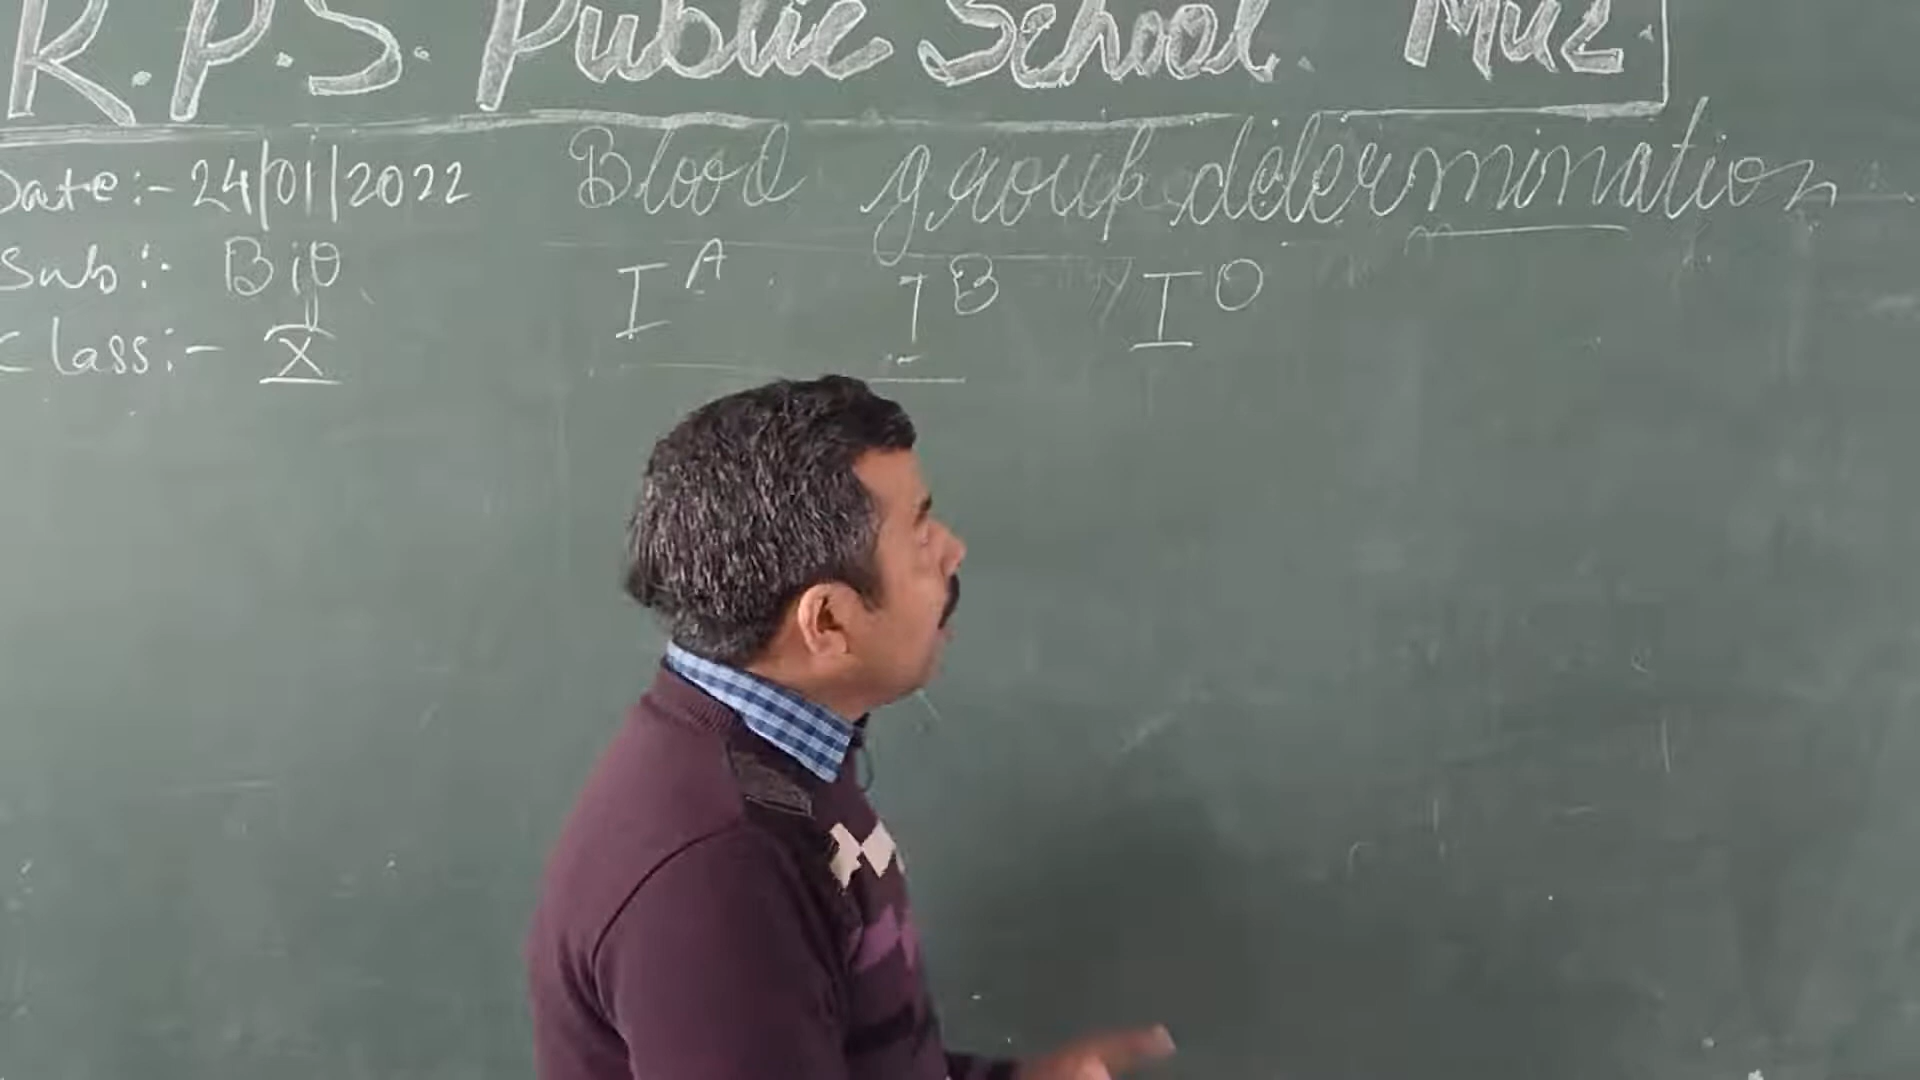 R.P.S. Public School. Muz.
Date:- 24/01/2022
Blood group determination
Sub:- Bio
I^A I^B I^O
Class:- X